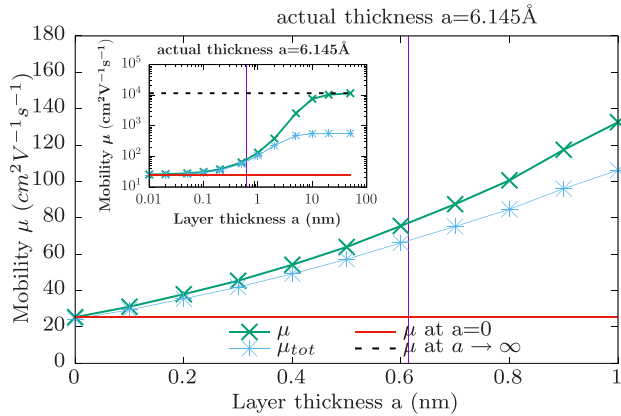 actual thickness a=6.145Å
180
160
140
120
100
80
60
40
20
0
Mobility μ (cm²V⁻¹s⁻¹)
actual thickness a=6.145Å
10⁵
10⁴
10³
10²
10¹
Mobility μ (cm²V⁻¹s⁻¹)
0.01 0.1 1 10 100
Layer thickness a (nm)
μ μ at a=0
μ_tot μ at a → ∞
0 0.2 0.4 0.6 0.8 1
Layer thickness a (nm)